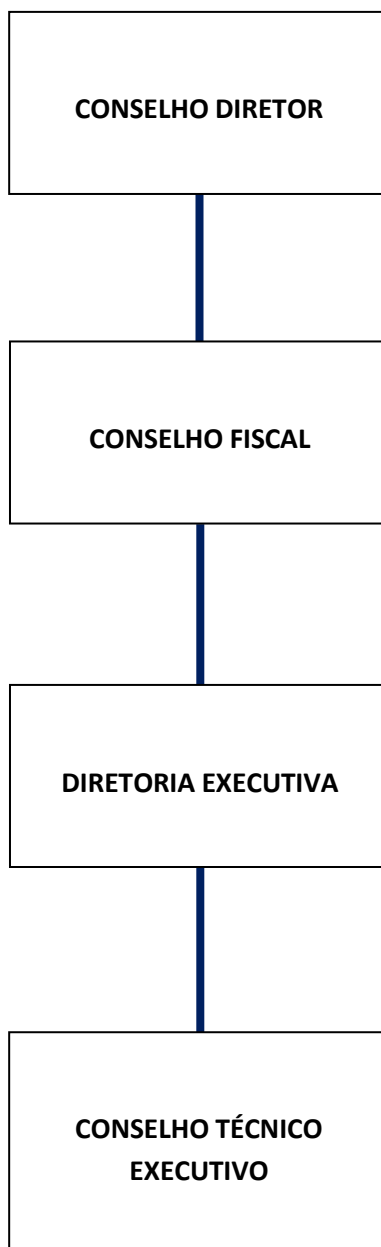 CONSELHO DIRETOR
CONSELHO FISCAL
DIRETORIA EXECUTIVA
CONSELHO TÉCNICO
EXECUTIVO